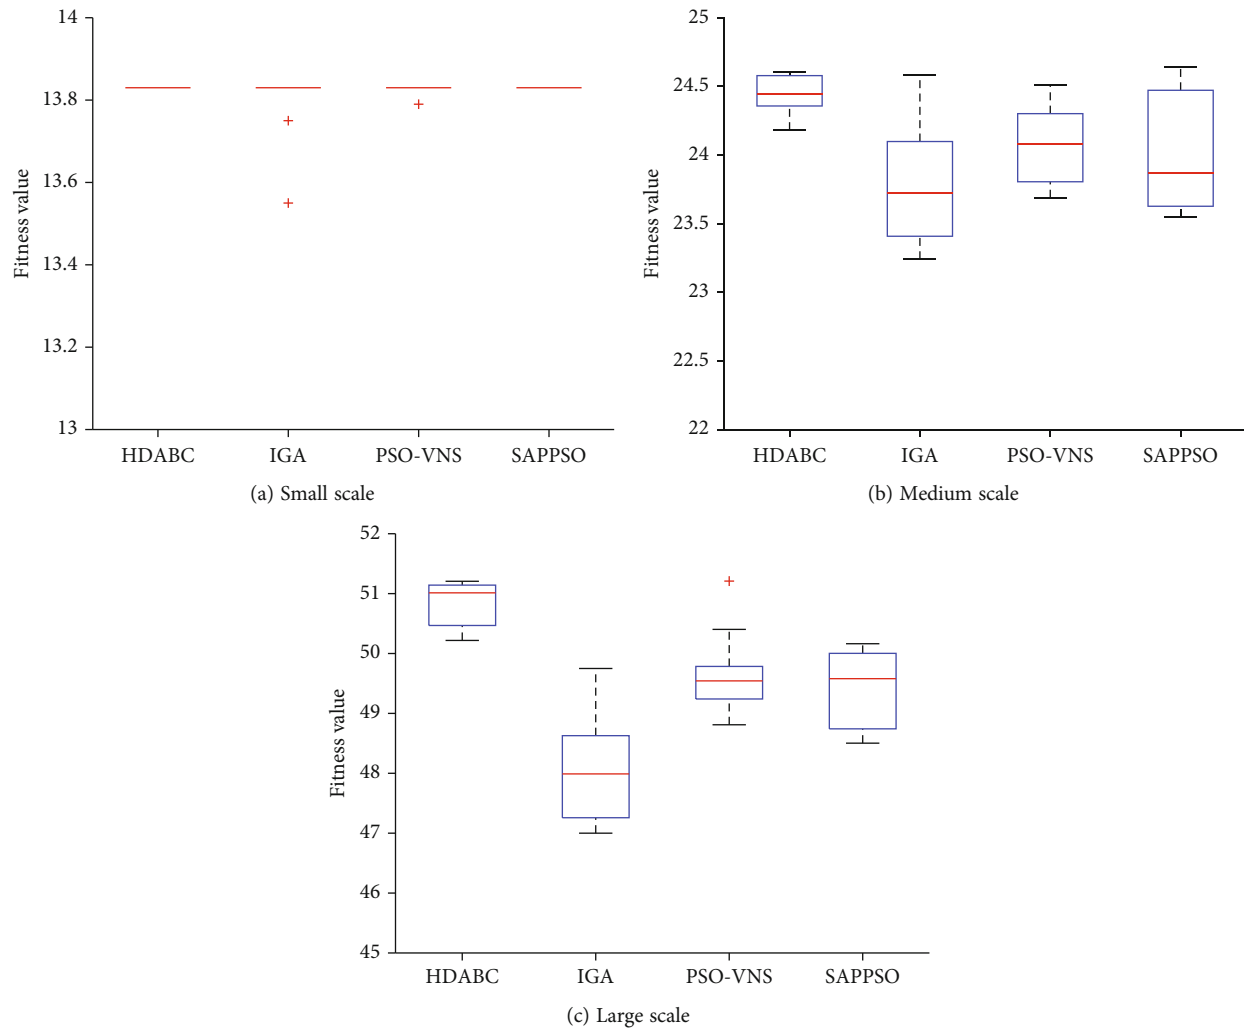 14
13.8
13.6
13.4
13.2
13
Fitness value
HDABC IGA PSO-VNS SAPPSO
(a) Small scale
25
24.5
24
23.5
23
22.5
22
Fitness value
HDABC IGA PSO-VNS SAPPSO
(b) Medium scale
52
51
50
49
48
47
46
45
Fitness value
HDABC IGA PSO-VNS SAPPSO
(c) Large scale